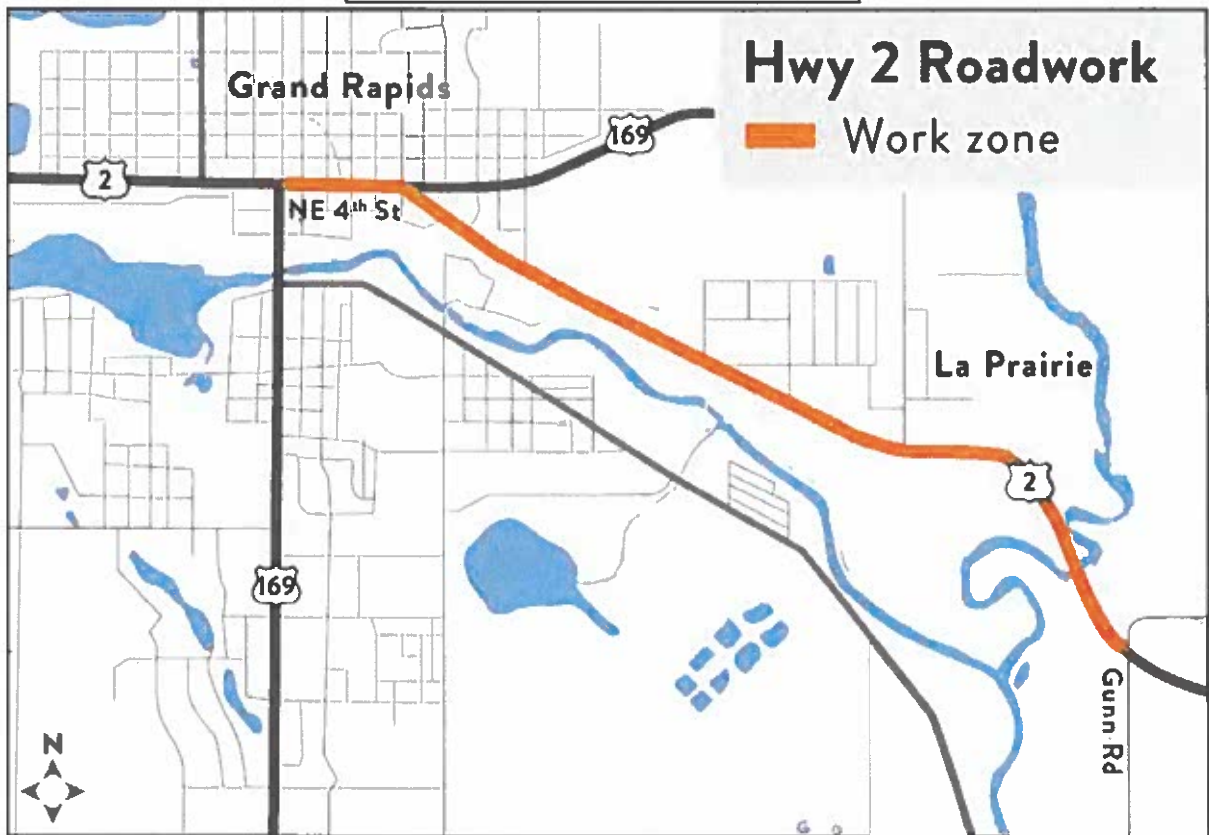 Hwy 2 Roadwork
Work zone
Grand Rapids
169
2
NE 4th St
La Prairie
2
169
Gunn Rd
N